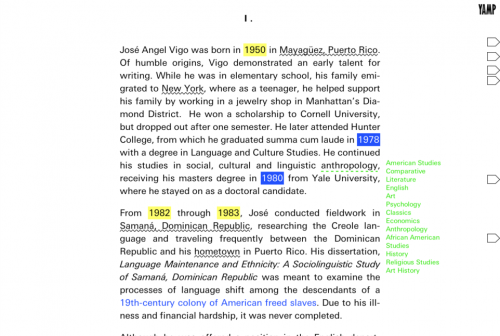 YAMP
I .
José Angel Vigo was born in 1950 in Mayagüez, Puerto Rico.
Of humble origins, Vigo demonstrated an early talent for
writing. While he was in elementary school, his family emi-
grated to New York, where as a teenager, he helped support
his family by working in a jewelry shop in Manhattan's Dia-
mond District. He won a scholarship to Cornell University,
but dropped out after one semester. He later attended Hunter
College, from which he graduated summa cum laude in 1978
with a degree in Language and Culture Studies. He continued
his studies in social, cultural and linguistic anthropology,
receiving his masters degree in 1980 from Yale University,
where he stayed on as a doctoral candidate.
American Studies
Comparative
Literature
English
Art-
Psychology
Classics
Economics
Anthropology
African American
Studies
History
Religious Studies
Art History
From 1982 through 1983, José conducted fieldwork in
Samaná, Dominican Republic, researching the Creole lan-
guage and traveling frequently between the Dominican
Republic and his hometown in Puerto Rico. His dissertation,
Language Maintenance and Ethnicity: A Sociolinguistic Study
of Samaná, Dominican Republic was meant to examine the
processes of language shift among the descendants of a
19th-century colony of American freed slaves. Due to his ill-
ness and financial hardship, it was never completed.